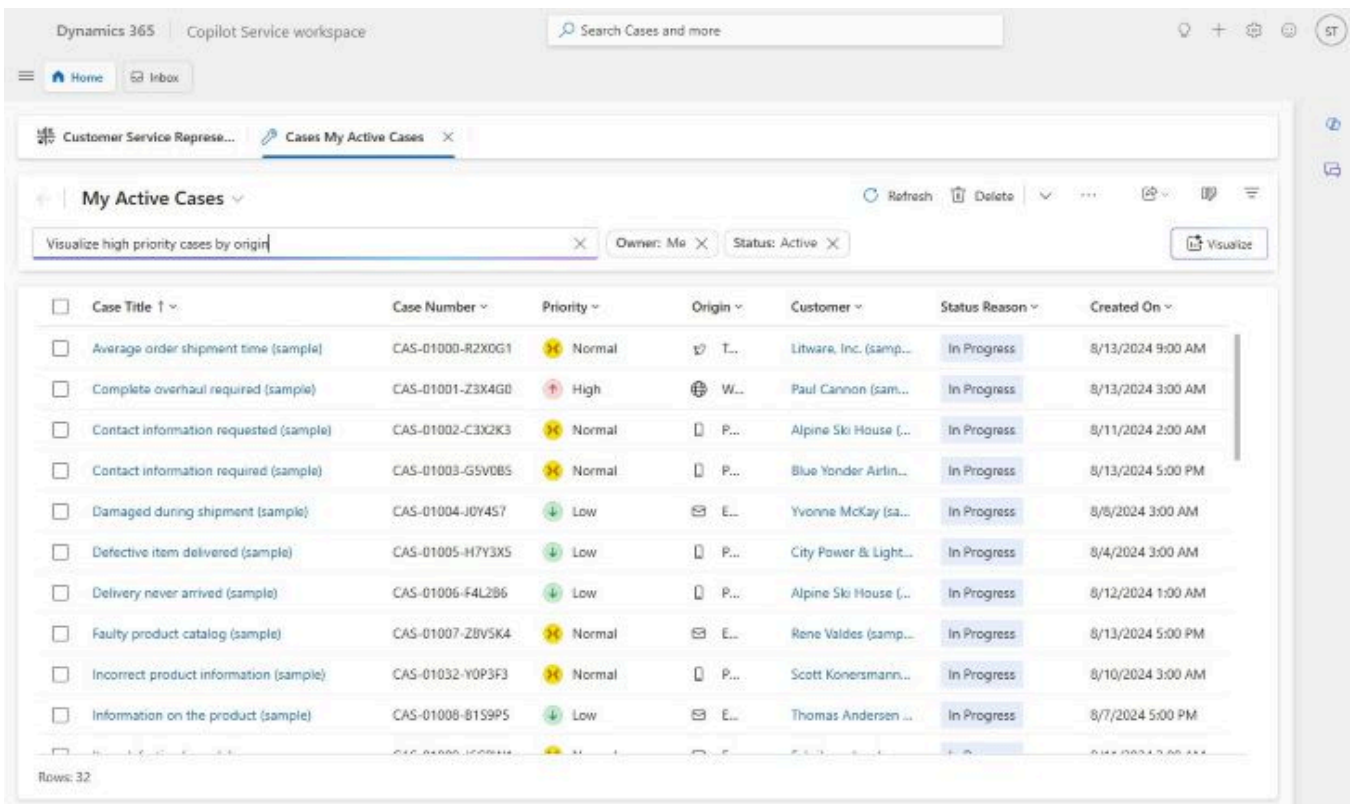 Dynamics 365 Copilot Service workspace Search Cases and more ST
Home Inbox
Customer Service Represe... Cases My Active Cases
My Active Cases Refresh Delete
Visualize high priority cases by origin Owner: Me Status: Active Visualize
Case Title Case Number Priority Origin Customer Status Reason Created On
Average order shipment time (sample) CAS-01000-R2X0G1 Normal T... Litware, Inc. (samp... In Progress 8/13/2024 9:00 AM
Complete overhaul required (sample) CAS-01001-Z3X4G0 High W... Paul Cannon (sam... In Progress 8/13/2024 3:00 AM
Contact information requested (sample) CAS-01002-C3X2K3 Normal P... Alpine Ski House (... In Progress 8/11/2024 2:00 AM
Contact information required (sample) CAS-01003-G5V0B5 Normal P... Blue Yonder Airlin... In Progress 8/13/2024 5:00 PM
Damaged during shipment (sample) CAS-01004-J0Y4S7 Low E... Yvonne McKay (sa... In Progress 8/8/2024 3:00 AM
Defective item delivered (sample) CAS-01005-H7Y3X5 Low P... City Power & Light... In Progress 8/4/2024 3:00 AM
Delivery never arrived (sample) CAS-01006-F4L2B6 Low P... Alpine Ski House (... In Progress 8/12/2024 1:00 AM
Faulty product catalog (sample) CAS-01007-Z8V5K4 Normal E... Rene Valdes (samp... In Progress 8/13/2024 5:00 PM
Incorrect product information (sample) CAS-01032-Y0P3F3 Normal P... Scott Konersmann... In Progress 8/10/2024 3:00 AM
Information on the product (sample) CAS-01008-B1S9P5 Low E... Thomas Andersen ... In Progress 8/7/2024 5:00 PM
Rows: 32